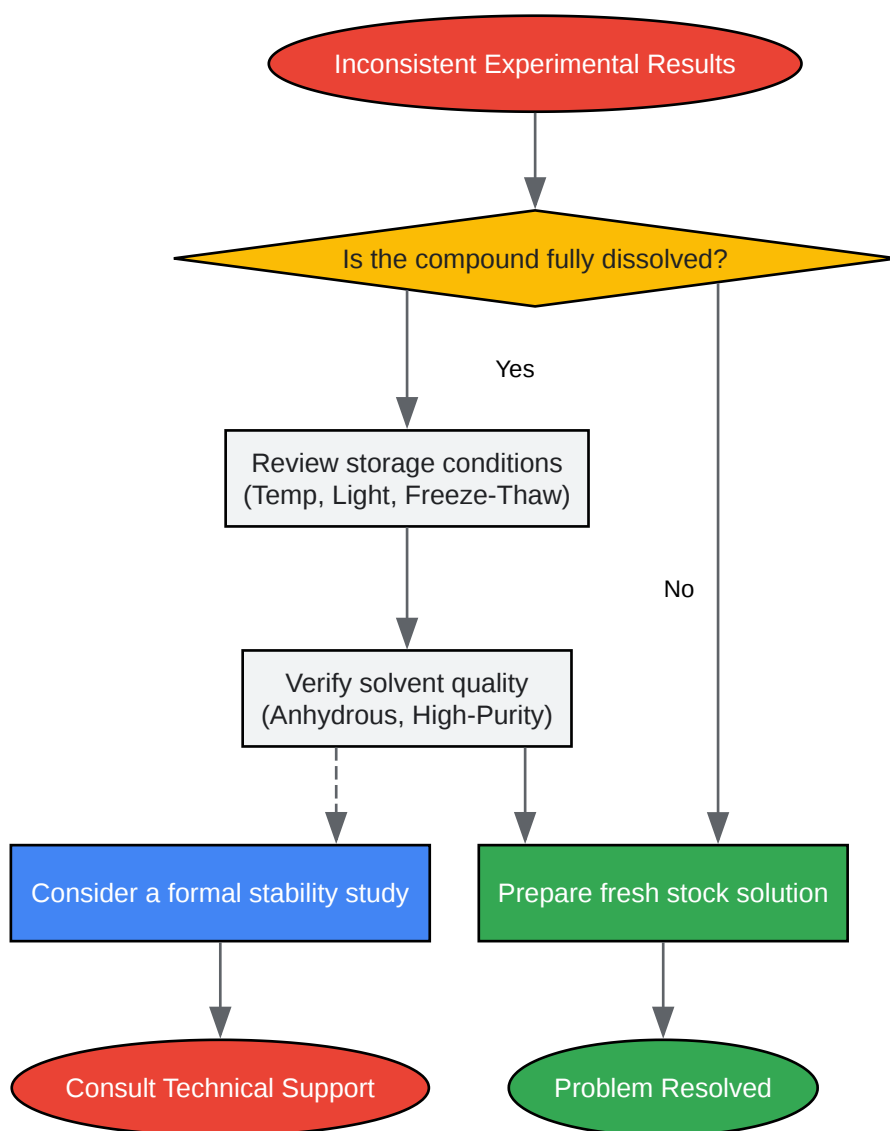 Inconsistent Experimental Results
Is the compound fully dissolved?
Yes
Review storage conditions
(Temp, Light, Freeze-Thaw)
No
Verify solvent quality
(Anhydrous, High-Purity)
Consider a formal stability study
Prepare fresh stock solution
Consult Technical Support
Problem Resolved